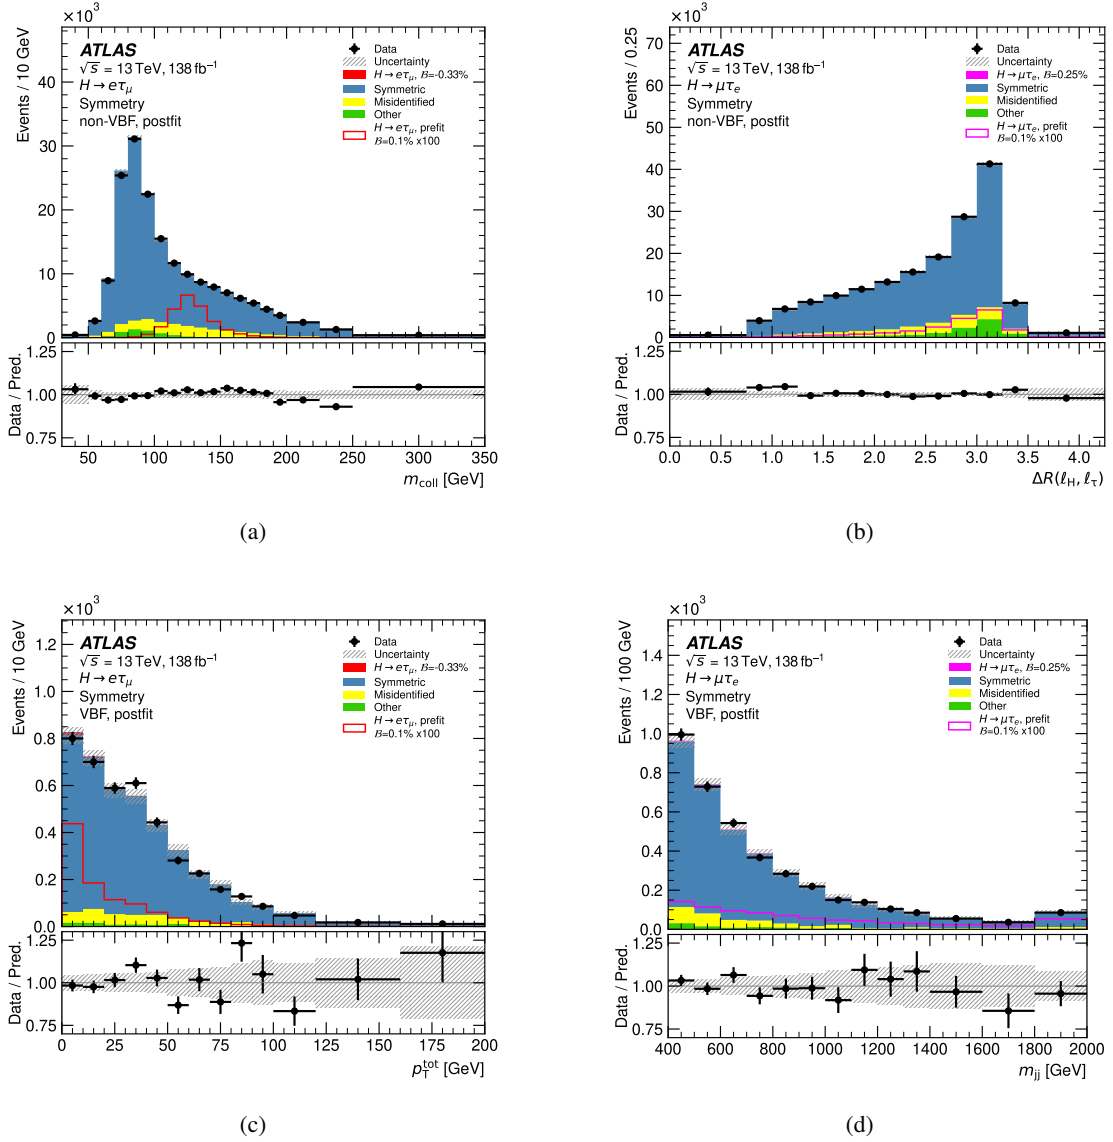 ×10³
Events / 10 GeV
ATLAS
√s = 13 TeV, 138 fb⁻¹
H→eτμ
Symmetry
non-VBF, postfit
Data
Uncertainty
H→eτμ, ℬ=-0.33%
Symmetric
Misidentified
Other
H→eτμ, prefit
ℬ=0.1% x100
40
30
20
10
0
Data / Pred.
1.25
1.00
0.75
50 100 150 200 250 300 350
m_coll [GeV]
(a)
×10³
Events / 0.25
ATLAS
√s = 13 TeV, 138 fb⁻¹
H→μτe
Symmetry
non-VBF, postfit
Data
Uncertainty
H→μτe, ℬ=0.25%
Symmetric
Misidentified
Other
H→μτe, prefit
ℬ=0.1% x100
70
60
50
40
30
20
10
0
Data / Pred.
1.25
1.00
0.75
0.0 0.5 1.0 1.5 2.0 2.5 3.0 3.5 4.0
ΔR(ℓH, ℓτ)
(b)
×10³
Events / 10 GeV
ATLAS
√s = 13 TeV, 138 fb⁻¹
H→eτμ
Symmetry
VBF, postfit
Data
Uncertainty
H→eτμ, ℬ=-0.33%
Symmetric
Misidentified
Other
H→eτμ, prefit
ℬ=0.1% x100
1.2
1.0
0.8
0.6
0.4
0.2
0.0
Data / Pred.
1.25
1.00
0.75
0 25 50 75 100 125 150 175 200
p_T^tot [GeV]
(c)
×10³
Events / 100 GeV
ATLAS
√s = 13 TeV, 138 fb⁻¹
H→μτe
Symmetry
VBF, postfit
Data
Uncertainty
H→μτe, ℬ=0.25%
Symmetric
Misidentified
Other
H→μτe, prefit
ℬ=0.1% x100
1.4
1.2
1.0
0.8
0.6
0.4
0.2
0.0
Data / Pred.
1.25
1.00
0.75
400 600 800 1000 1200 1400 1600 1800 2000
m_jj [GeV]
(d)